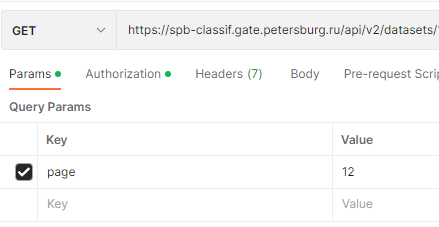 GET https://spb-classif.gate.petersburg.ru/api/v2/datasets/
Params Authorization Headers (7) Body Pre-request Scrip
Query Params
Key Value
page 12
Key Value